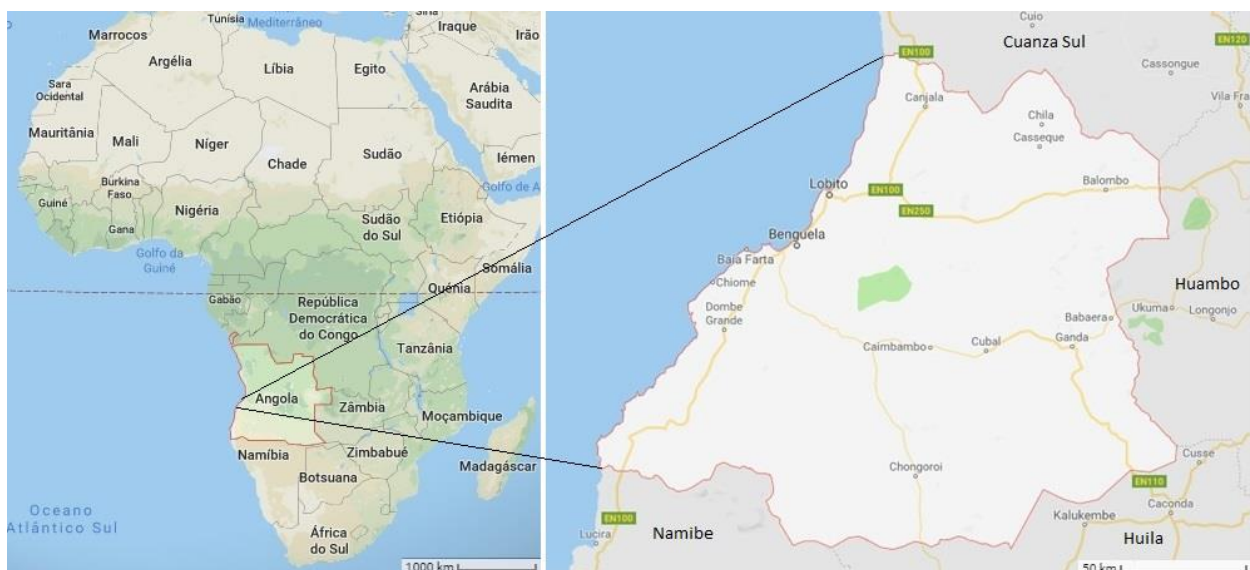 Tunísia
Síria
Mediterrâneo
Marrocos
Iraque
Irão
Argélia
Líbia
Egito
Sara
Ocidental
Arábia
Saudita
Mauritânia
Mali
Níger
Chade
Sudão
Iémen
Golfo de A
Burkina
Faso
Guiné
Nigéria
Gana
Sudão
do Sul
Etiópia
Golfo da
Guiné
Somália
Quénia
Gabão
República
Democrática
do Congo
Tanzânia
Angola
Zâmbia
Moçambique
Namíbia
Zimbabué
Madagáscar
Botsuana
Oceano
Atlântico Sul
África
do Sul
1000 km
Cuio
EN100
Cuanza Sul
EN120
Cassongue
Canjala
Vila Fra
Chila
Casseque
Lobito
EN100
Balombo
EN250
Benguela
Baia Farta
Chiome
Huambo
Dombe
Grande
Babaera
Ukuma
Longonjo
Caimbambo
Cubal
Ganda
Chongoroi
Cusse
EN110
EN100
Caconda
Kalukembe
Namibe
Lucira
Huila
50 km